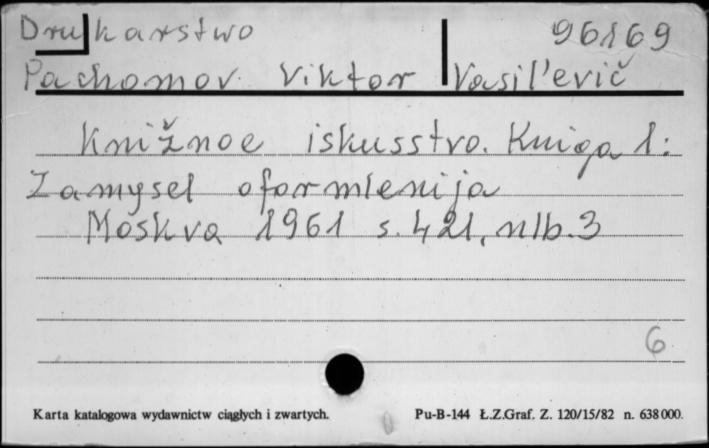 Drukarstwo 96169
Pachomov Viktor Vasil'evič
Knižnoe iskusstvo. Kniga 1:
Zamysel oformlenija
Moskva 1961 s. 421, nlb. 3
6
Karta katalogowa wydawnictw ciągłych i zwartych. Pu-B-144 Ł.Z.Graf. Z. 120/15/82 n. 638 000.